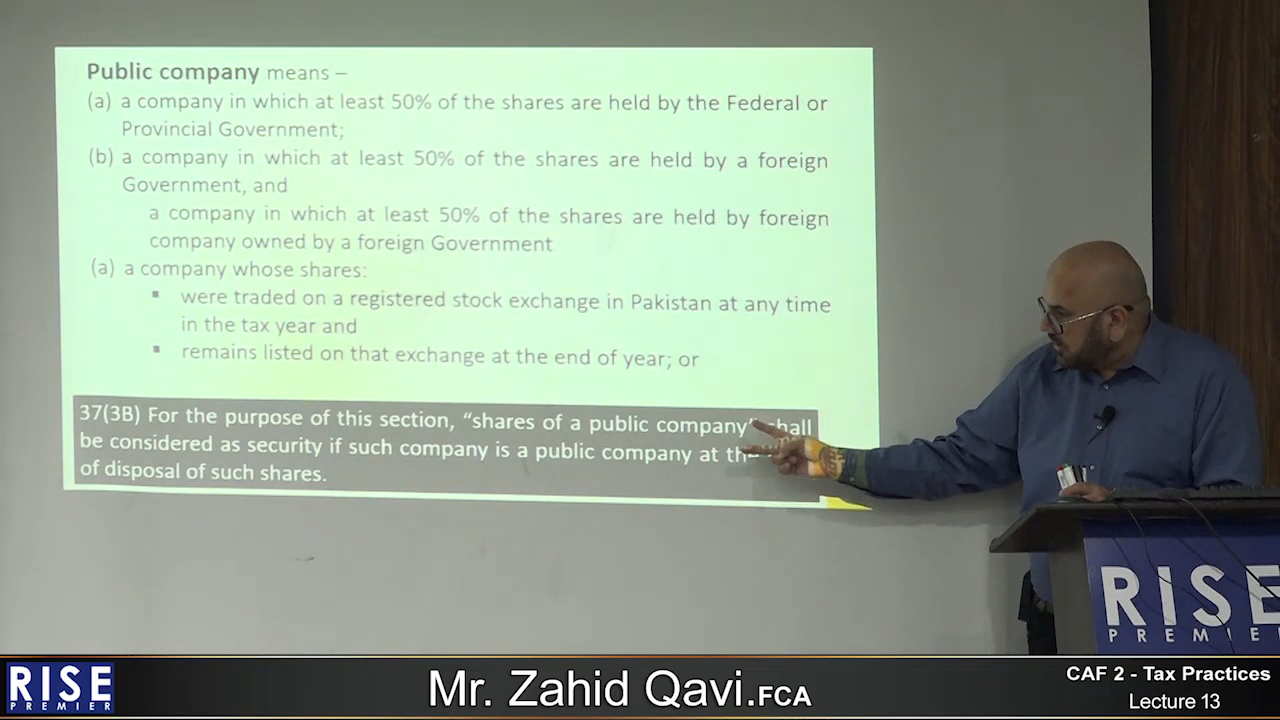 Public company means –
(a) a company in which at least 50% of the shares are held by the Federal or
Provincial Government;
(b) a company in which at least 50% of the shares are held by a foreign
Government, and
a company in which at least 50% of the shares are held by foreign
company owned by a foreign Government
(a) a company whose shares:
▪ were traded on a registered stock exchange in Pakistan at any time
in the tax year and
▪ remains listed on that exchange at the end of year; or
37(3B) For the purpose of this section, “shares of a public company” shall
be considered as security if such company is a public company at
of disposal of such shares.
RISE
PREMIER
RISE
PREMIER
Mr. Zahid Qavi.FCA
CAF 2 - Tax Practices
Lecture 13